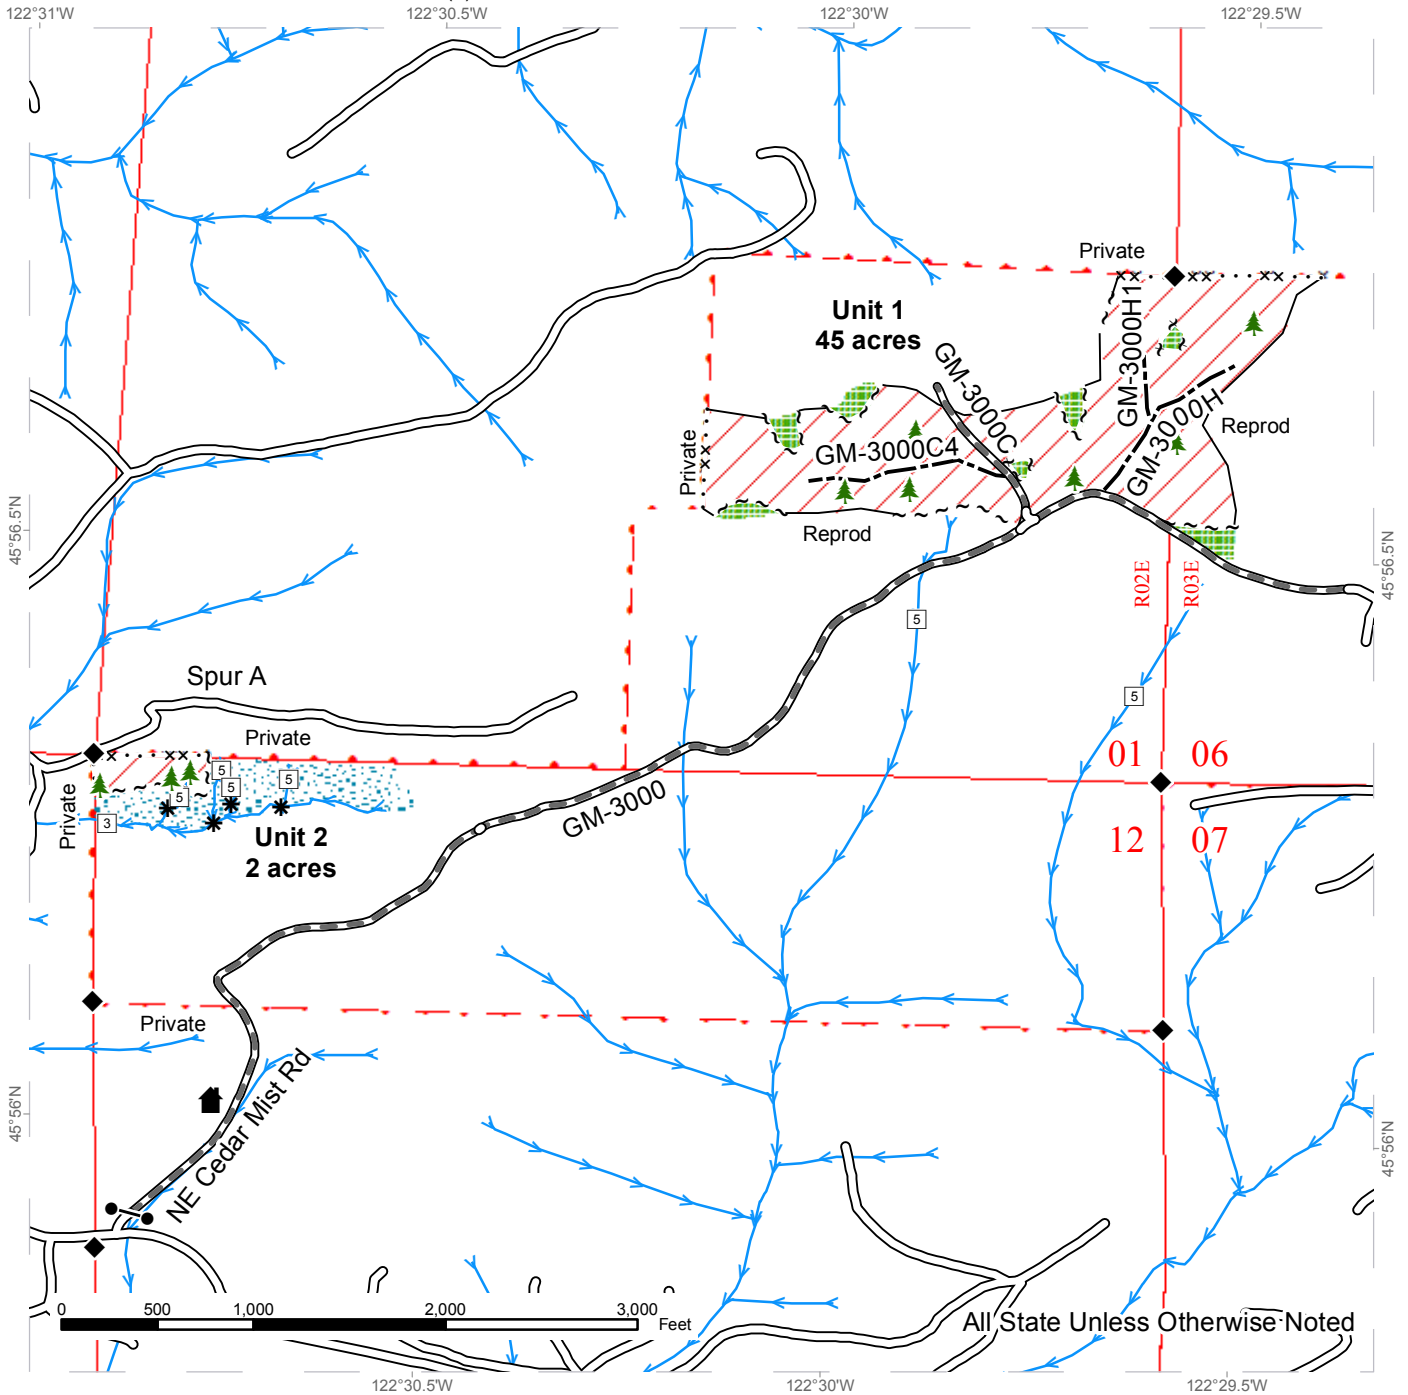 122°31'W
122°30.5'W
122°30'W
122°29.5'W
Private
Unit 1
45 acres
GM-3000C
GM-3000H1
GM-3000H
Reprod
GM-3000C4
Private
Reprod
45°56.5'N
45°56.5'N
R02E
R03E
5
5
Spur A
Private
01
06
5
5
5
5
3
Private
GM-3000
Unit 2
2 acres
12
07
Private
45°56'N
45°56'N
NE Cedar Mist Rd
0
500
1,000
2,000
3,000
Feet
All State Unless Otherwise Noted
122°30.5'W
122°30'W
122°29.5'W